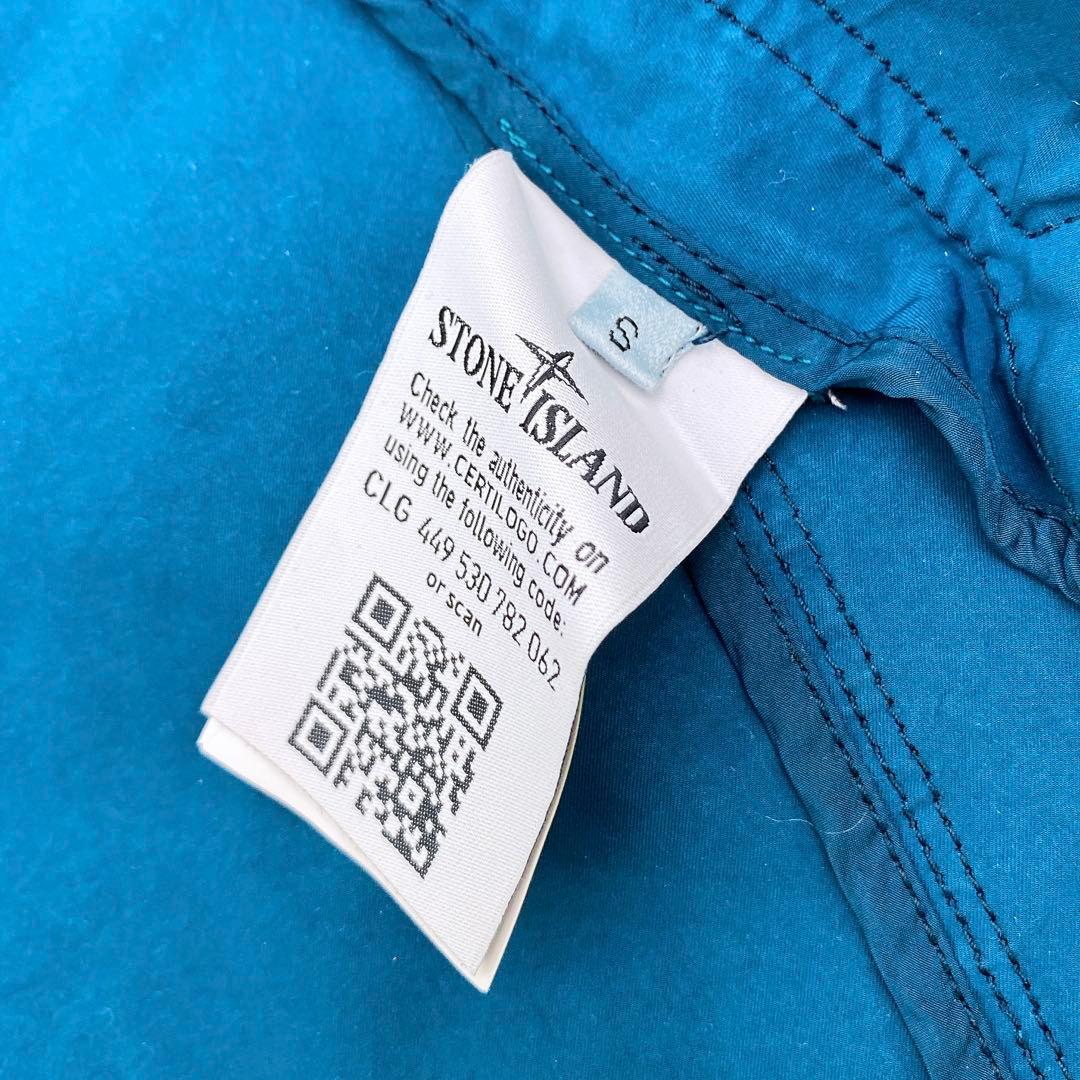 S
STONE ISLAND
Check the authenticity on
WWW.CERTILOGO.COM
using the following code:
CLG 449 530 782 062
or scan